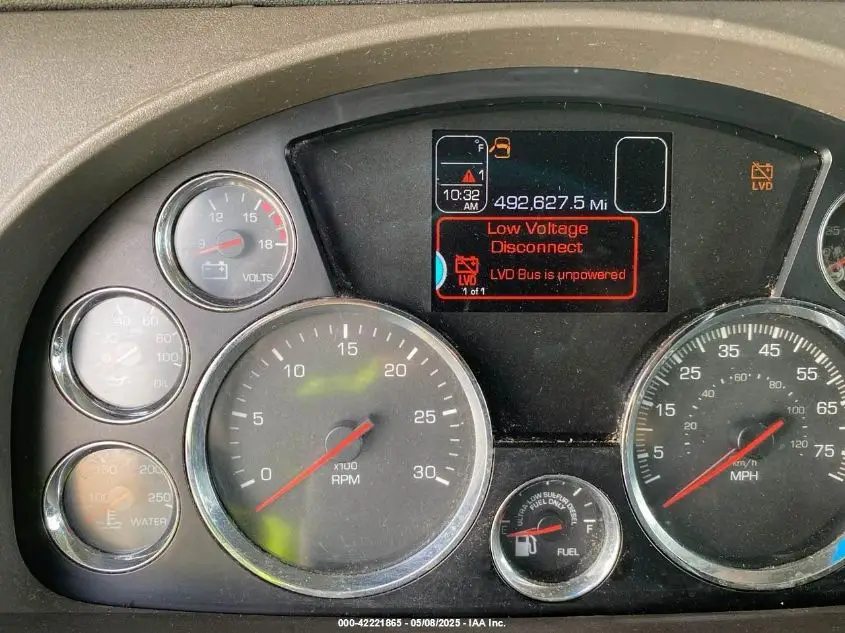 °F
1
10:32
AM
492,627.5 Mi
LVD
Low Voltage
Disconnect
LVD
LVD Bus is unpowered
1 of 1
9 12 15 18
VOLTS
40 60 80 100
OIL
150 200
100 250
WATER
0 5 10 15 20 25 30
x100
RPM
5 15 25 35 45 55 65 75
20 40 60 80 100 120
km/h
MPH
ULTRA LOW SULFUR DIESEL
FUEL ONLY
F
FUEL
000-42221865 - 05/08/2025 - IAA Inc.